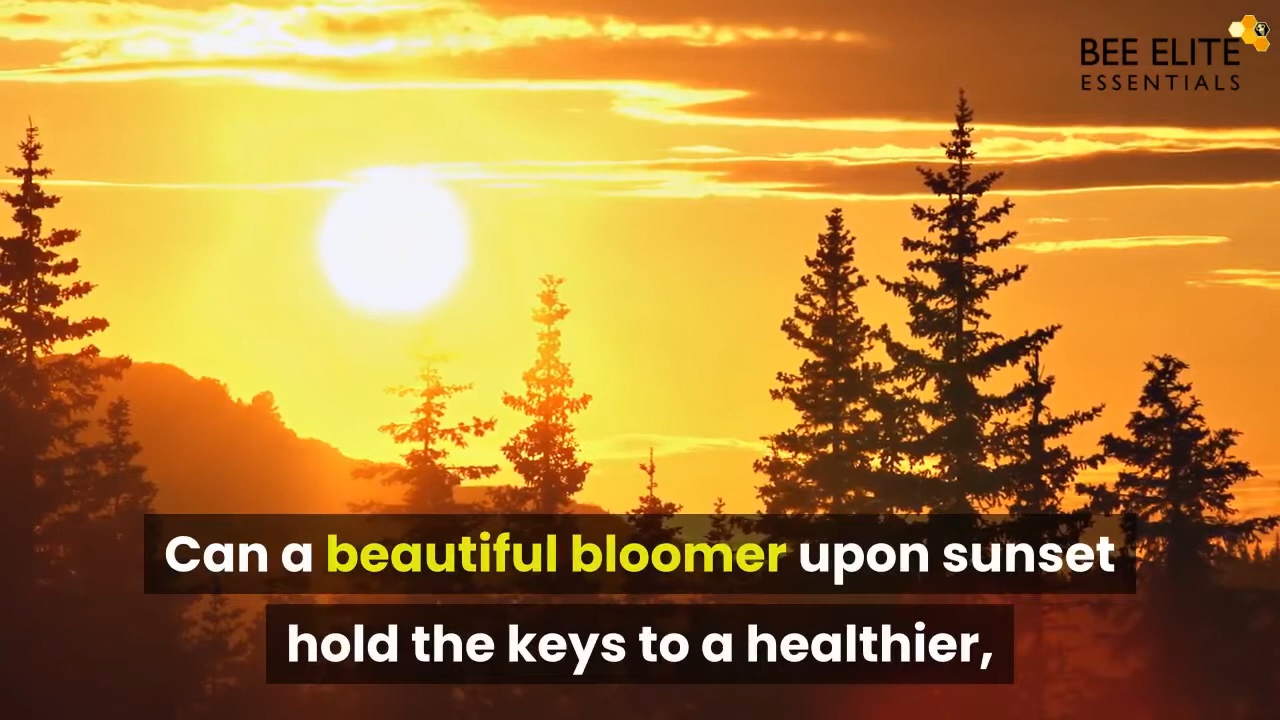 BEE ELITE
ESSENTIALS
Can a beautiful bloomer upon sunset
hold the keys to a healthier,